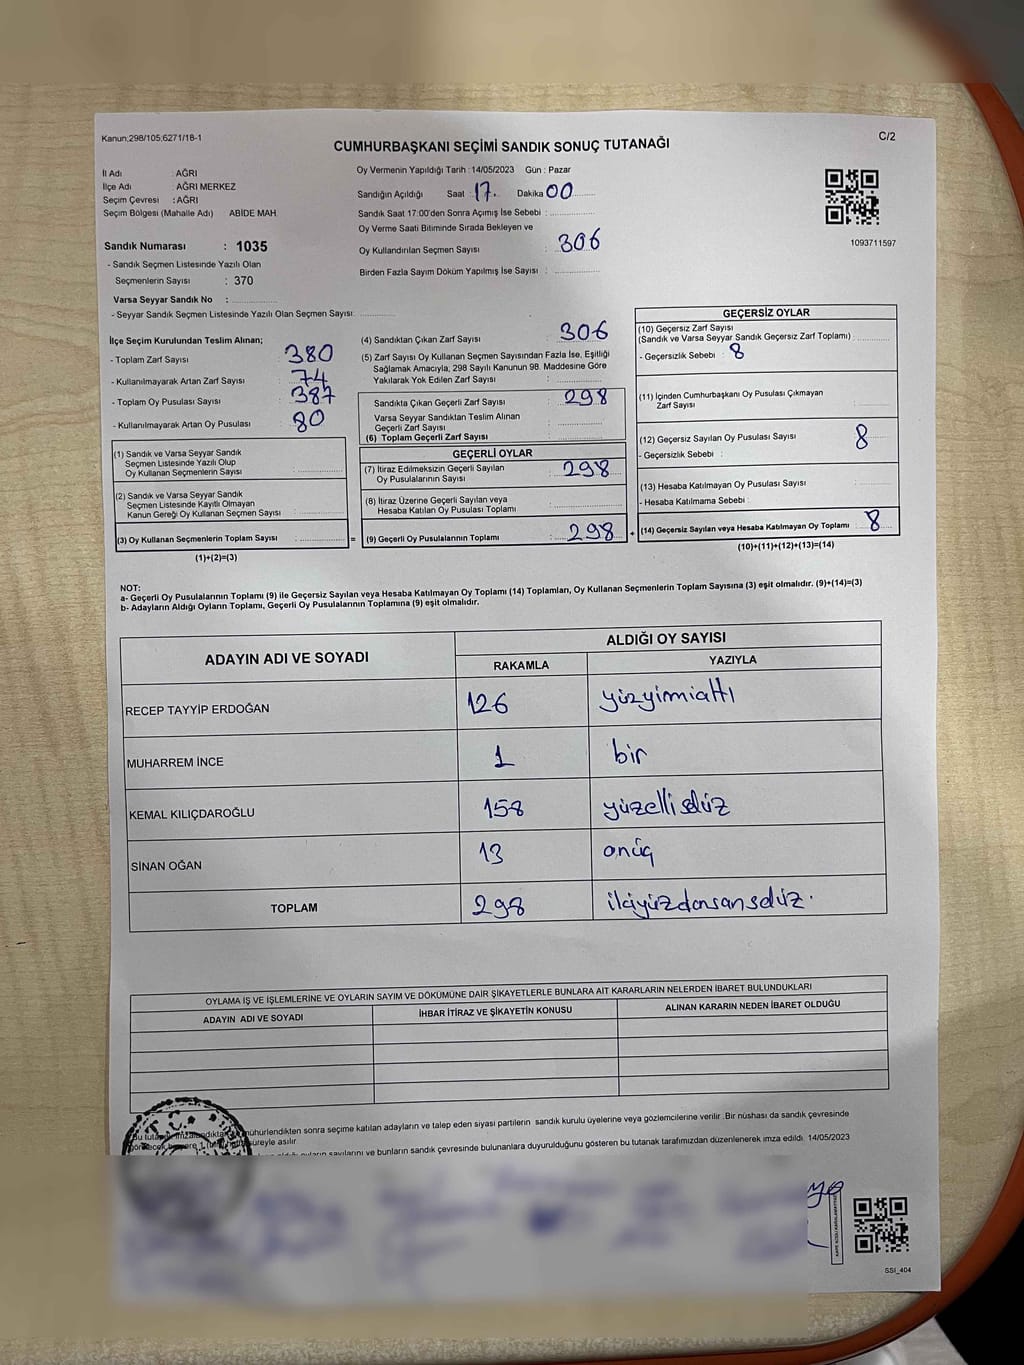 Kanun;298/105;6271/18-1
C/2
CUMHURBAŞKANI SEÇİMİ SANDIK SONUÇ TUTANAĞI
İl Adı : AĞRI
İlçe Adı : AĞRI MERKEZ
Seçim Çevresi : AĞRI
Seçim Bölgesi (Mahalle Adı) ABİDE MAH.
Sandık Numarası : 1035
- Sandık Seçmen Listesinde Yazılı Olan
Seçmenlerin Sayısı : 370
Varsa Seyyar Sandık No :
- Seyyar Sandık Seçmen Listesinde Yazılı Olan Seçmen Sayısı:
Oy Vermenin Yapıldığı Tarih : 14/05/2023 Gün : Pazar
Sandığın Açıldığı Saat : 17. Dakika 00
Sandık Saat 17:00'den Sonra Açımış İse Sebebi :
Oy Verme Saati Bitiminde Sırada Bekleyen ve
Oy Kullandırılan Seçmen Sayısı : 306
Birden Fazla Sayım Döküm Yapılmış İse Sayısı :
1093711597
İlçe Seçim Kurulundan Teslim Alınan;
- Toplam Zarf Sayısı : 380
- Kullanılmayarak Artan Zarf Sayısı : 74
- Toplam Oy Pusulası Sayısı : 387
- Kullanılmayarak Artan Oy Pusulası : 80
(1) Sandık ve Varsa Seyyar Sandık
Seçmen Listesinde Yazılı Olup
Oy Kullanan Seçmenlerin Sayısı :
(2) Sandık ve Varsa Seyyar Sandık
Seçmen Listesinde Kayıtlı Olmayan
Kanun Gereği Oy Kullanan Seçmen Sayısı :
(3) Oy Kullanan Seçmenlerin Toplam Sayısı : =
(1)+(2)=(3)
(4) Sandıktan Çıkan Zarf Sayısı : 306
(5) Zarf Sayısı Oy Kullanan Seçmen Sayısından Fazla İse, Eşitliği
Sağlamak Amacıyla, 298 Sayılı Kanunun 98. Maddesine Göre
Yakılarak Yok Edilen Zarf Sayısı :
Sandıkta Çıkan Geçerli Zarf Sayısı : 298
Varsa Seyyar Sandıktan Teslim Alınan
Geçerli Zarf Sayısı :
(6) Toplam Geçerli Zarf Sayısı :
GEÇERLİ OYLAR
(7) İtiraz Edilmeksizin Geçerli Sayılan
Oy Pusulalarının Sayısı : 298
(8) İtiraz Üzerine Geçerli Sayılan veya
Hesaba Katılan Oy Pusulası Toplamı :
(9) Geçerli Oy Pusulalarının Toplamı : 298 +
GEÇERSİZ OYLAR
(10) Geçersiz Zarf Sayısı
(Sandık ve Varsa Seyyar Sandık Geçersiz Zarf Toplamı) :
- Geçersizlik Sebebi : 8
(11) İçinden Cumhurbaşkanı Oy Pusulası Çıkmayan
Zarf Sayısı :
(12) Geçersiz Sayılan Oy Pusulası Sayısı : 8
- Geçersizlik Sebebi :
(13) Hesaba Katılmayan Oy Pusulası Sayısı :
- Hesaba Katılmama Sebebi :
(14) Geçersiz Sayılan veya Hesaba Katılmayan Oy Toplamı : 8
(10)+(11)+(12)+(13)=(14)
NOT:
a- Geçerli Oy Pusulalarının Toplamı (9) ile Geçersiz Sayılan veya Hesaba Katılmayan Oy Toplamı (14) Toplamları, Oy Kullanan Seçmenlerin Toplam Sayısına (3) eşit olmalıdır. (9)+(14)=(3)
b- Adayların Aldığı Oyların Toplamı, Geçerli Oy Pusulalarının Toplamına (9) eşit olmalıdır.
ADAYIN ADI VE SOYADI
ALDIĞI OY SAYISI
RAKAMLA YAZIYLA
RECEP TAYYİP ERDOĞAN 126 yüzyirmialtı
MUHARREM İNCE 1 bir
KEMAL KILIÇDAROĞLU 158 yüzellisekiz
SİNAN OĞAN 13 onüç
TOPLAM 298 ikiyüzdoksansekiz.
OYLAMA İŞ VE İŞLEMLERİNE VE OYLARIN SAYIM VE DÖKÜMÜNE DAİR ŞİKAYETLERLE BUNLARA AİT KARARLARIN NELERDEN İBARET BULUNDUKLARI
ADAYIN ADI VE SOYADI
İHBAR İTİRAZ VE ŞİKAYETİN KONUSU
ALINAN KARARIN NEDEN İBARET OLDUĞU
mühürlendikten sonra seçime katılan adayların ve talep eden siyasi partilerin sandık kurulu üyelerine veya gözlemcilerine verilir. Bir nüshası da sandık çevresinde
süreyle asılır.
sayılarını ve bunların sandık çevresinde bulunanlara duyurulduğunu gösteren bu tutanak tarafımızdan düzenlenerek imza edildi. 14/05/2023
SSİ_404